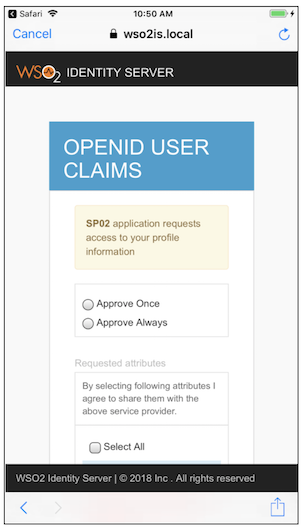 Safari 10:50 AM
Cancel wso2is.local
WSO2 IDENTITY SERVER
OPENID USER
CLAIMS
SP02 application requests
access to your profile
information
Approve Once
Approve Always
Requested attributes
By selecting following attributes I
agree to share them with the
above service provider.
Select All
WSO2 Identity Server | © 2018 Inc . All rights reserved